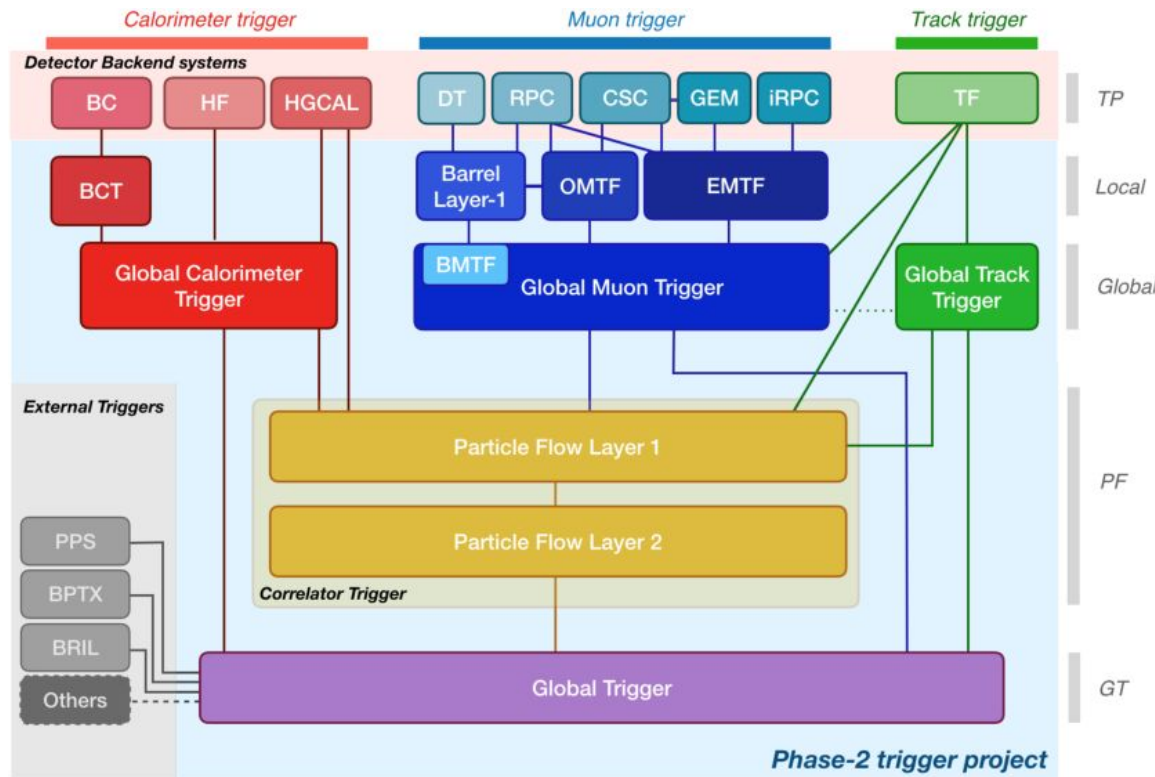 Calorimeter trigger
Muon trigger
Track trigger
Detector Backend systems
BC
HF
HGCAL
DT
RPC
CSC
GEM
iRPC
TF
TP
BCT
Barrel
Layer-1
OMTF
EMTF
Local
Global Calorimeter
Trigger
BMTF
Global Muon Trigger
Global Track
Trigger
Global
External Triggers
Particle Flow Layer 1
Particle Flow Layer 2
Correlator Trigger
PF
PPS
BPTX
BRIL
Others
Global Trigger
GT
Phase-2 trigger project